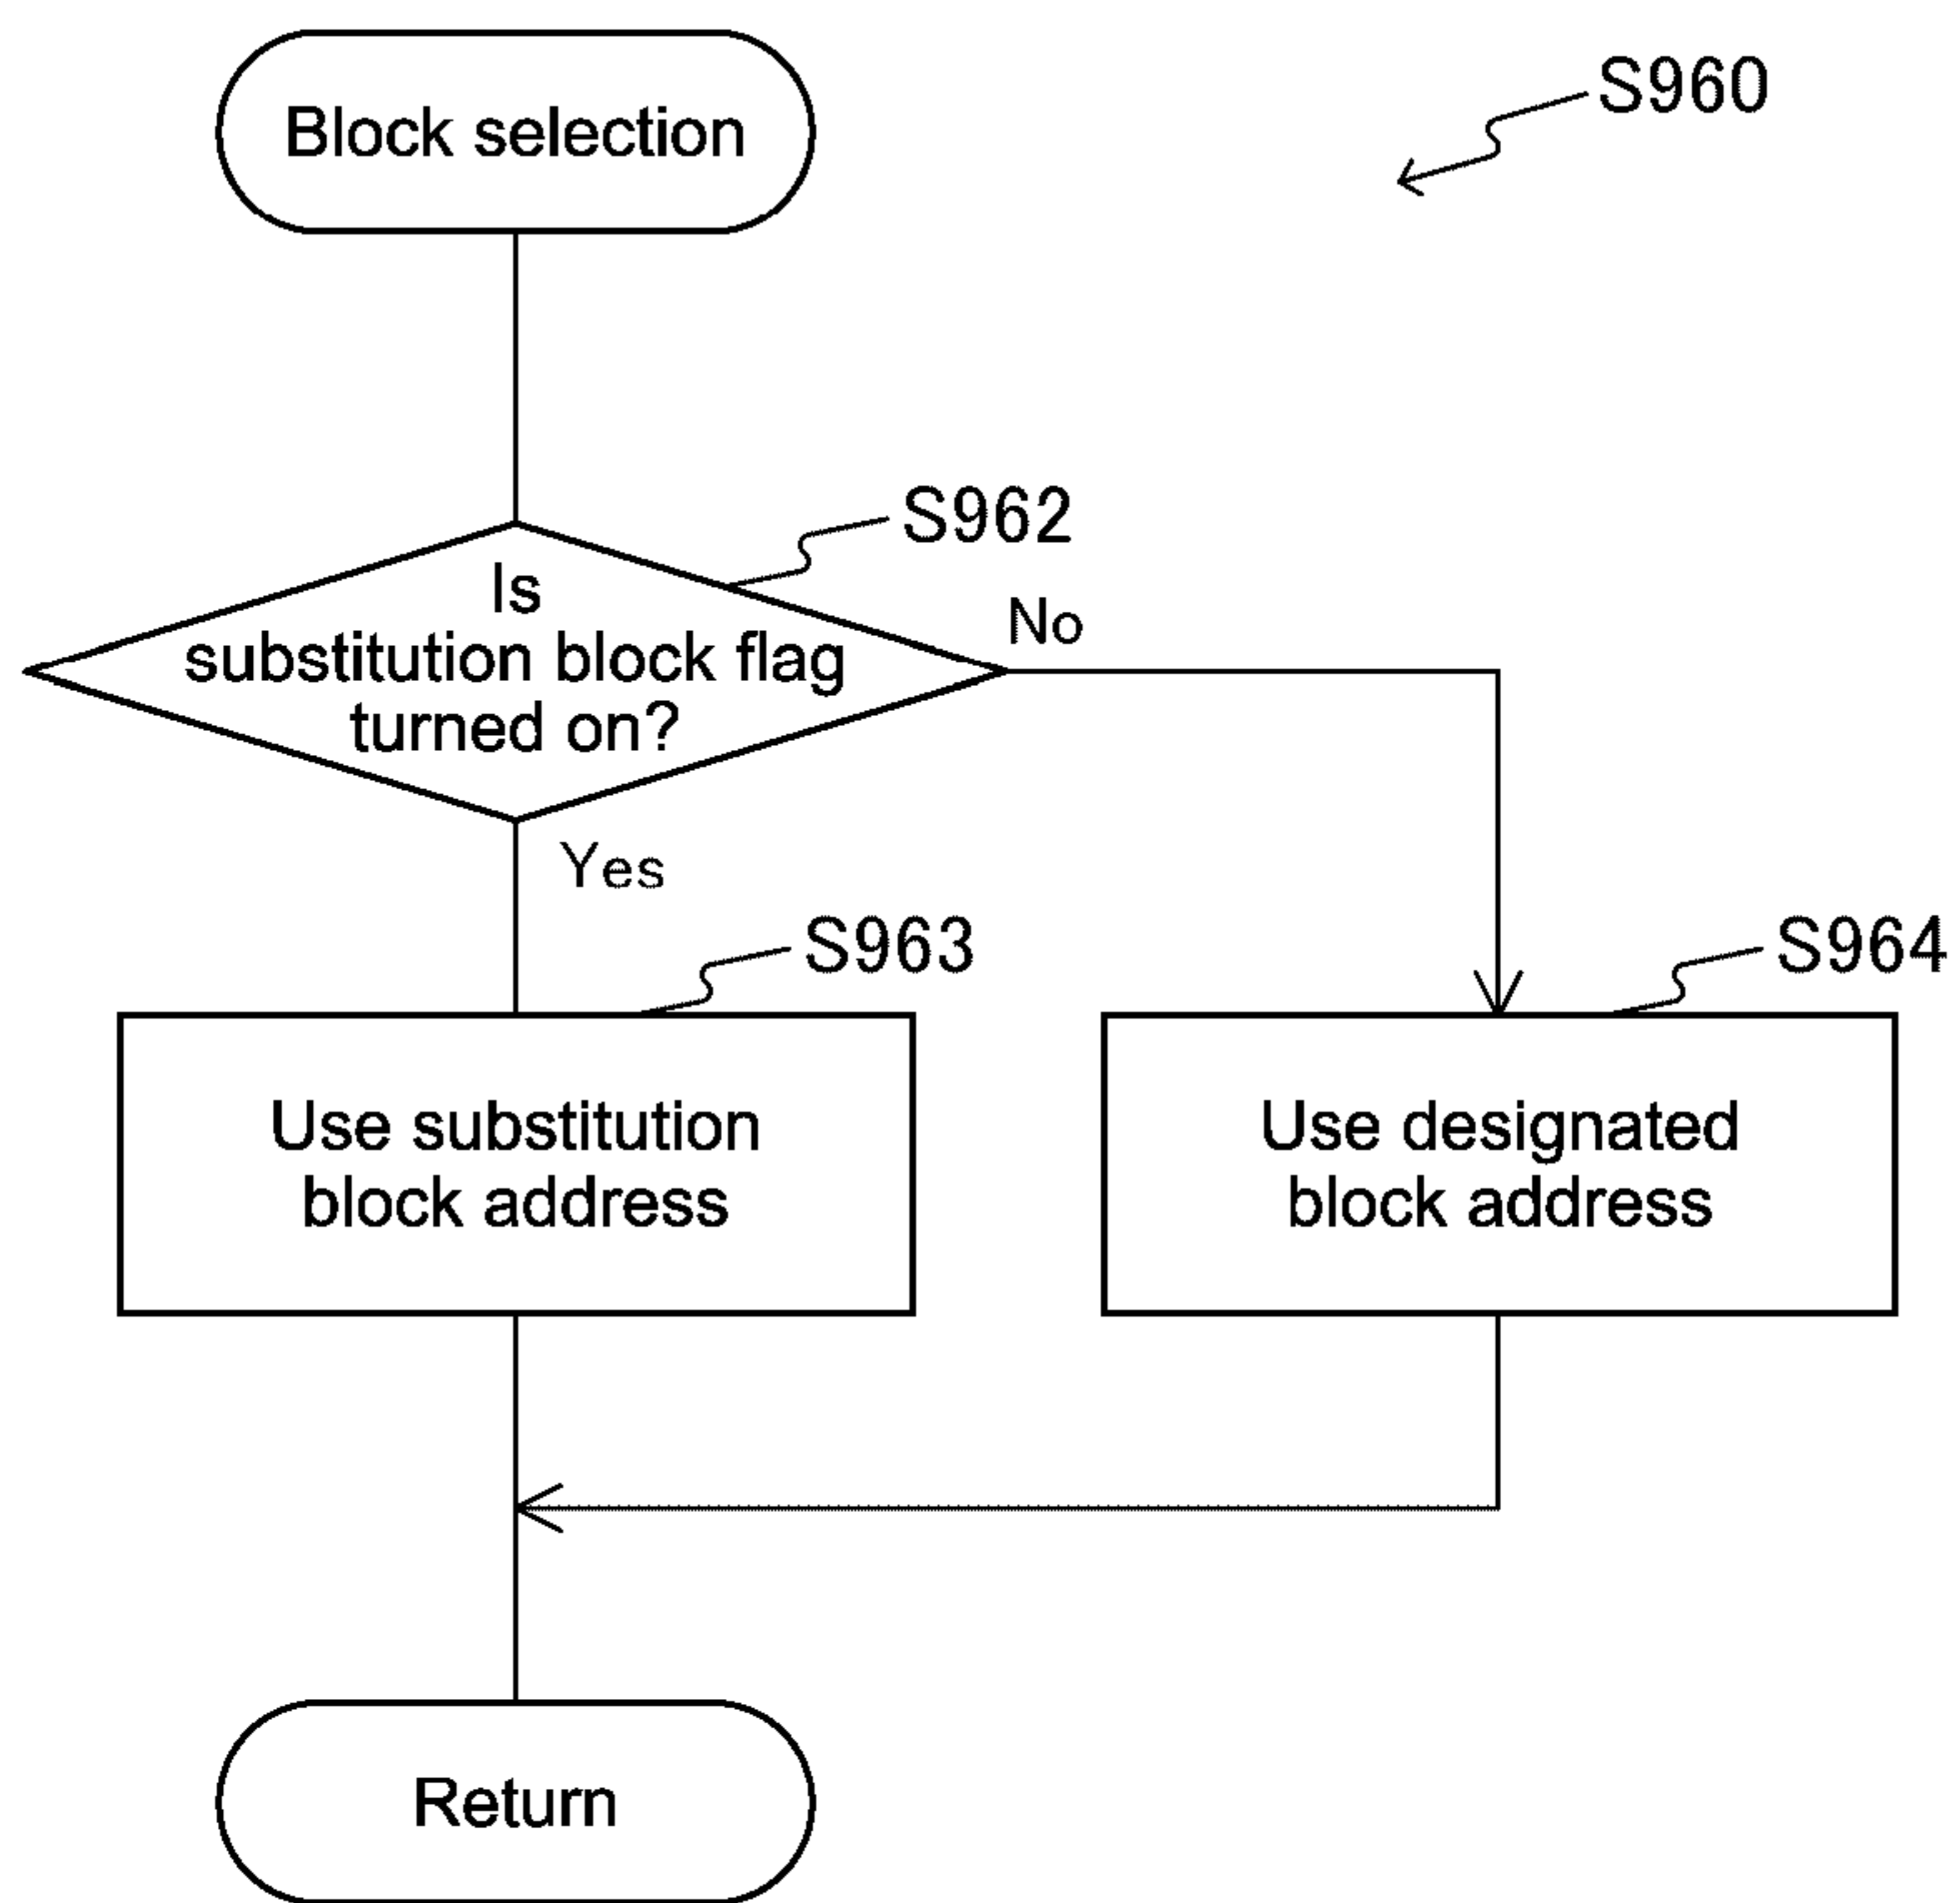 Block selection
S960
S962
Is
substitution block flag
turned on?
No
Yes
S963
S964
Use substitution
block address
Use designated
block address
Return